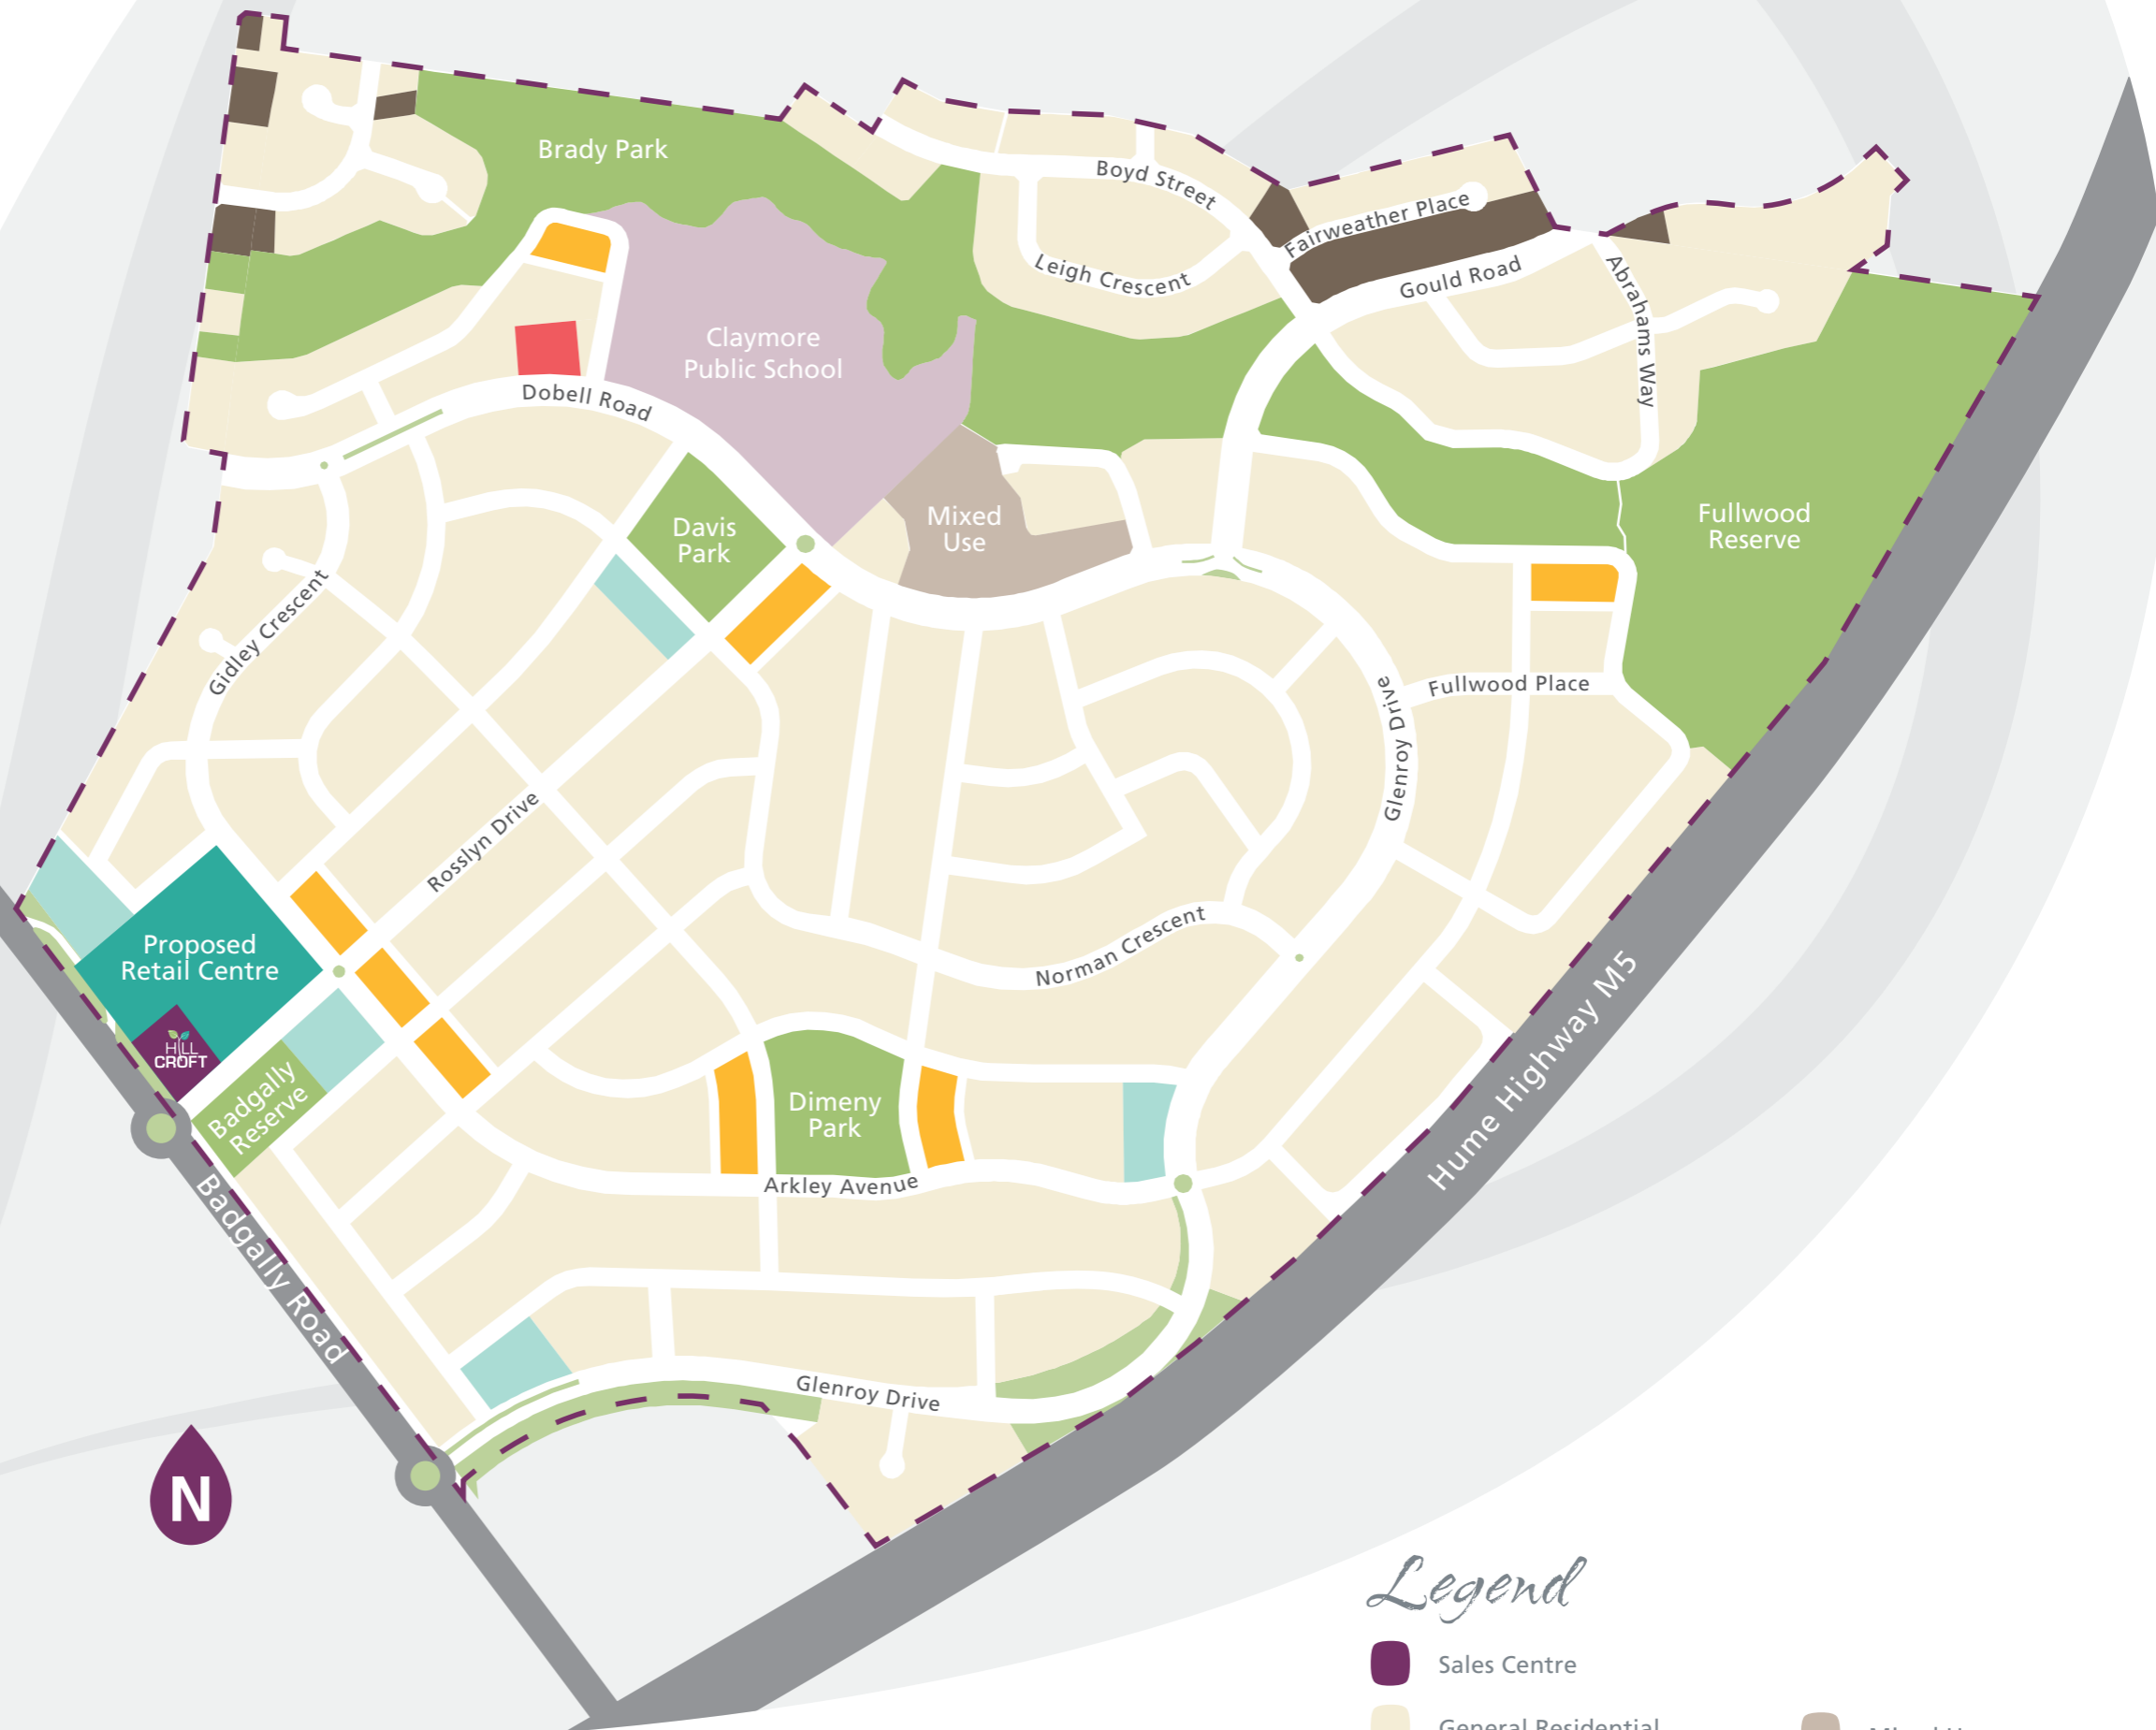 Brady Park
Boyd Street
Fairweather Place
Leigh Crescent
Gould Road
Abrahams Way
Claymore
Public School
Dobell Road
Davis
Park
Mixed
Use
Fullwood
Reserve
Gidley Crescent
Fullwood Place
Glenroy Drive
Rosslyn Drive
Norman Crescent
Proposed
Retail Centre
HILL
CROFT
Badgally
Reserve
Dimeny
Park
Hume Highway M5
Arkley Avenue
Badgally Road
Glenroy Drive
N
Legend
Sales Centre
General Residential